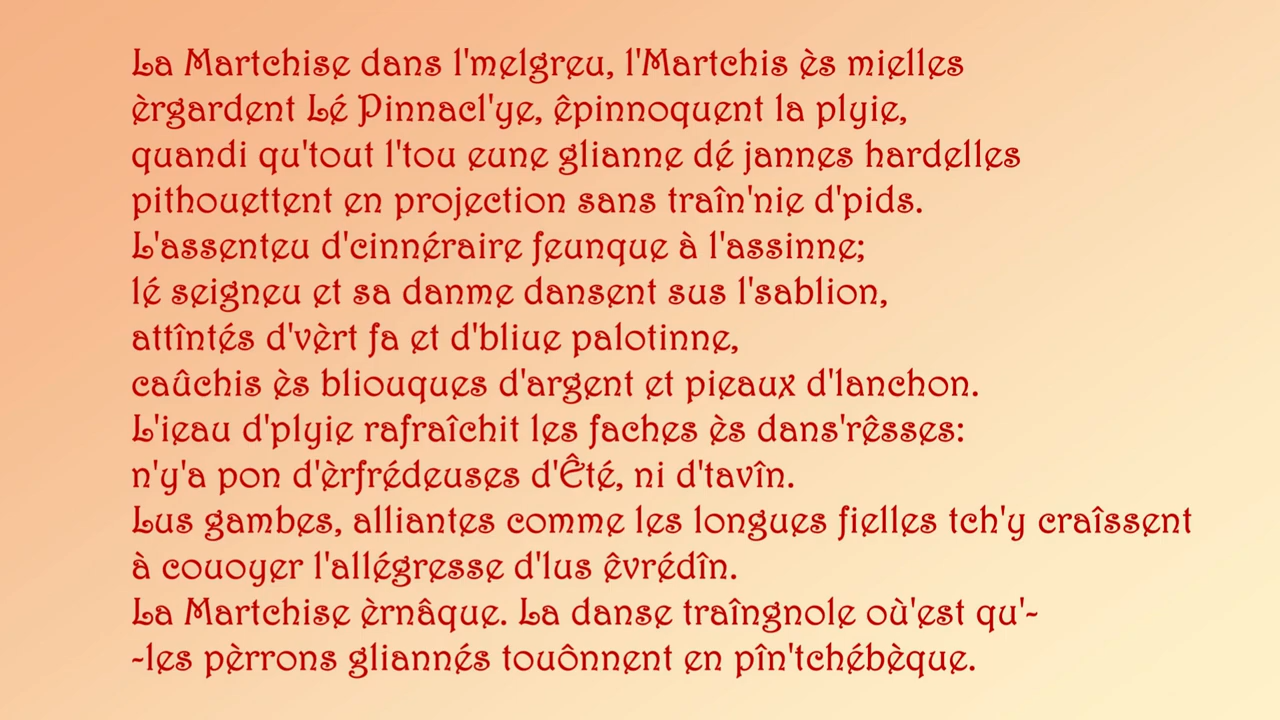 La Martchise dans l'melgreu, l'Martchis ès mielles
èrgardent Lé Pinnacl'ye, êpinnoquent la plyie,
quandi qu'tout l'tou eune glianne dé jannes hardelles
pithouettent en projection sans traîn'nie d'pids.
L'assenteu d'cinnéraire feunque à l'assinne;
lé seigneu et sa danme dansent sus l'sablion,
attîntés d'vèrt fa et d'bliue palotinne,
caûchis ès bliouques d'argent et pieaux d'lanchon.
L'ieau d'plyie rafraîchit les faches ès dans'rêsses:
n'y'a pon d'èrfrédeuses d'Êté, ni d'tavîn.
Lus gambes, alliantes comme les longues fielles tch'y craîssent
à couoyer l'allégresse d'lus êvrédîn.
La Martchise èrnâque. La danse traîngnole où'est qu'-
-les pèrrons gliannés touônnent en pîn'tchébèque.